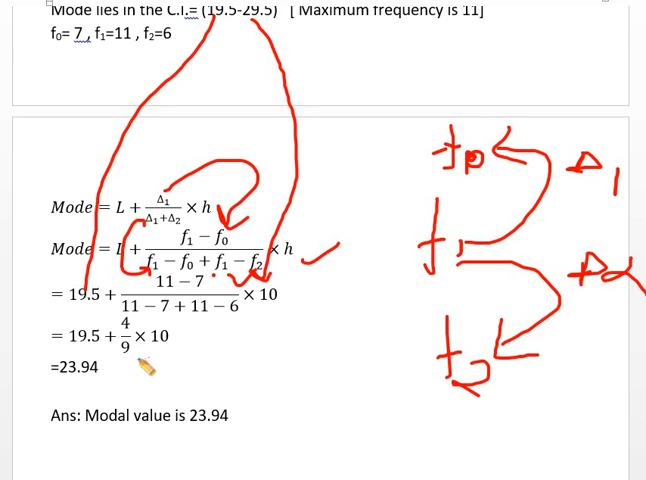 Mode lies in the C.I.= (19.5-29.5) [ Maximum frequency is 11]
f₀= 7 , f₁=11 , f₂=6
Mode = L + Δ₁/(Δ₁+Δ₂) × h
Mode = L + (f₁ − f₀)/(f₁ − f₀ + f₁ − f₂) × h
= 19.5 + (11 − 7)/(11 − 7 + 11 − 6) × 10
= 19.5 + 4/9 × 10
=23.94
Ans: Modal value is 23.94
f₀
Δ₁
f₁
Δ₂
f₂